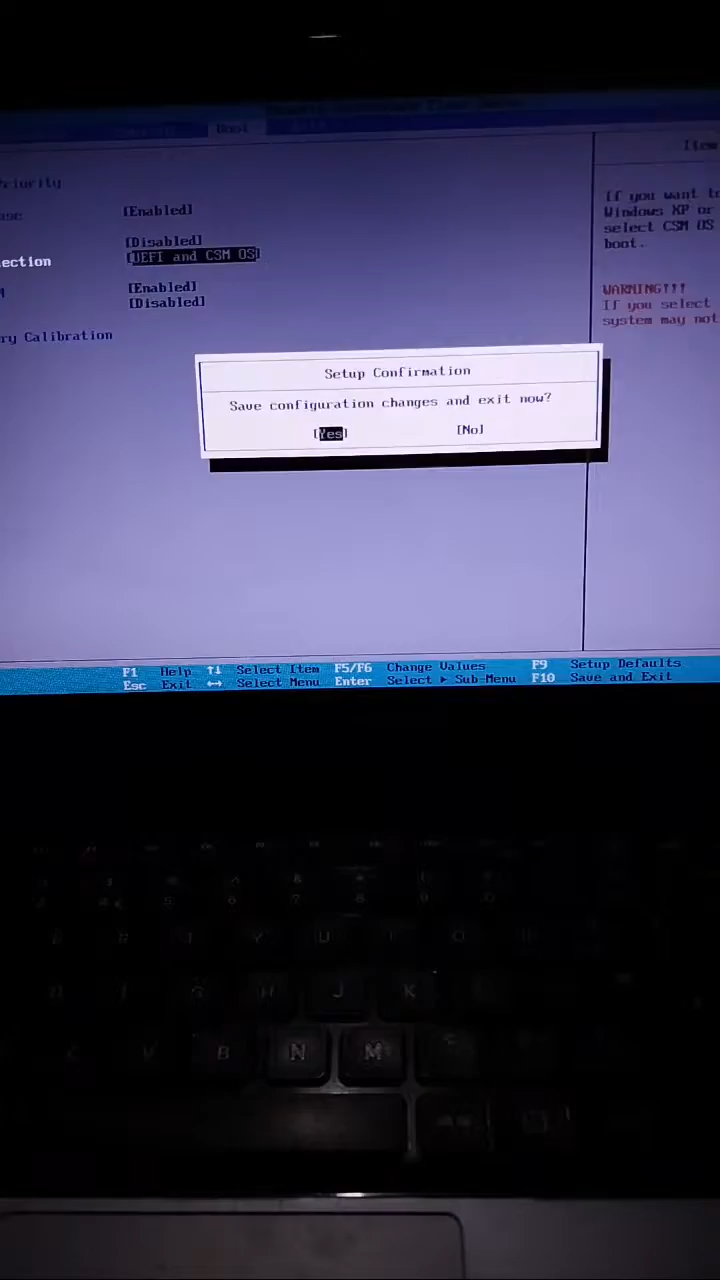 Boot
Priority
[Enabled]
[Disabled]
ection [UEFI and CSM OS]
[Enabled]
[Disabled]
ry Calibration
Item
If you want to
Windows XP or
select CSM OS
boot.
WARNING!!!
If you select
system may not
Setup Confirmation
Save configuration changes and exit now?
[Yes] [No]
F1 Help ↑↓ Select Item F5/F6 Change Values F9 Setup Defaults
Esc Exit ↔ Select Menu Enter Select ▶ Sub-Menu F10 Save and Exit
Y U
H J K
V B N M